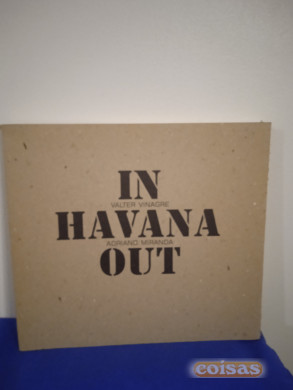 IN
VALTER VINAGRE
HAVANA
ADRIANO MIRANDA
OUT
coisas